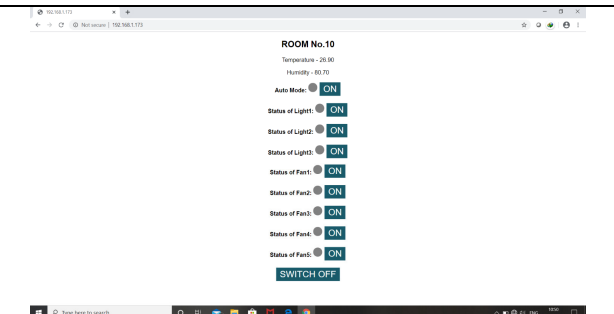 192.168.1.173
Not secure | 192.168.1.173
ROOM No.10
Temperature - 26.90
Humidity - 80.70
Auto Mode: ON
Status of Light1: ON
Status of Light2: ON
Status of Light3: ON
Status of Fan1: ON
Status of Fan2: ON
Status of Fan3: ON
Status of Fan4: ON
Status of Fan5: ON
SWITCH OFF
Type here to search
ENG